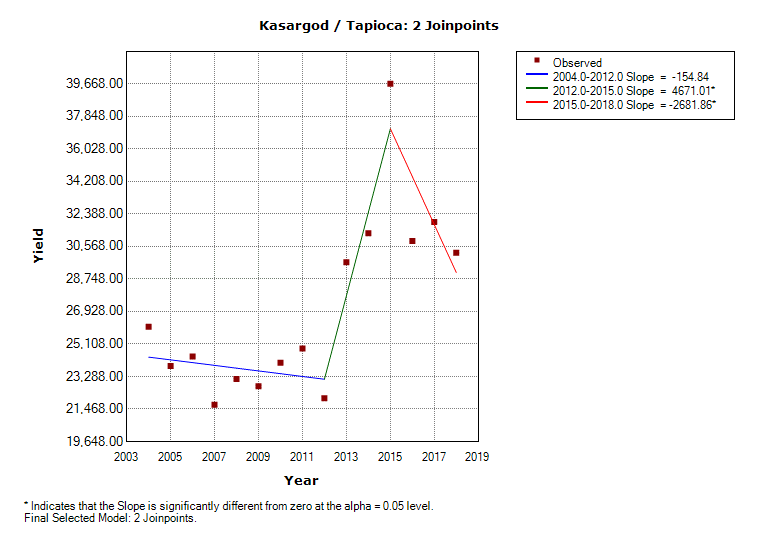 Kasargod / Tapioca: 2 Joinpoints
Observed
2004.0-2012.0 Slope = -154.84
2012.0-2015.0 Slope = 4671.01*
2015.0-2018.0 Slope = -2681.86*
39,668.00
37,848.00
36,028.00
34,208.00
32,388.00
30,568.00
28,748.00
26,928.00
25,108.00
23,288.00
21,468.00
19,648.00
Yield
2003 2005 2007 2009 2011 2013 2015 2017 2019
Year
* Indicates that the Slope is significantly different from zero at the alpha = 0.05 level.
Final Selected Model: 2 Joinpoints.